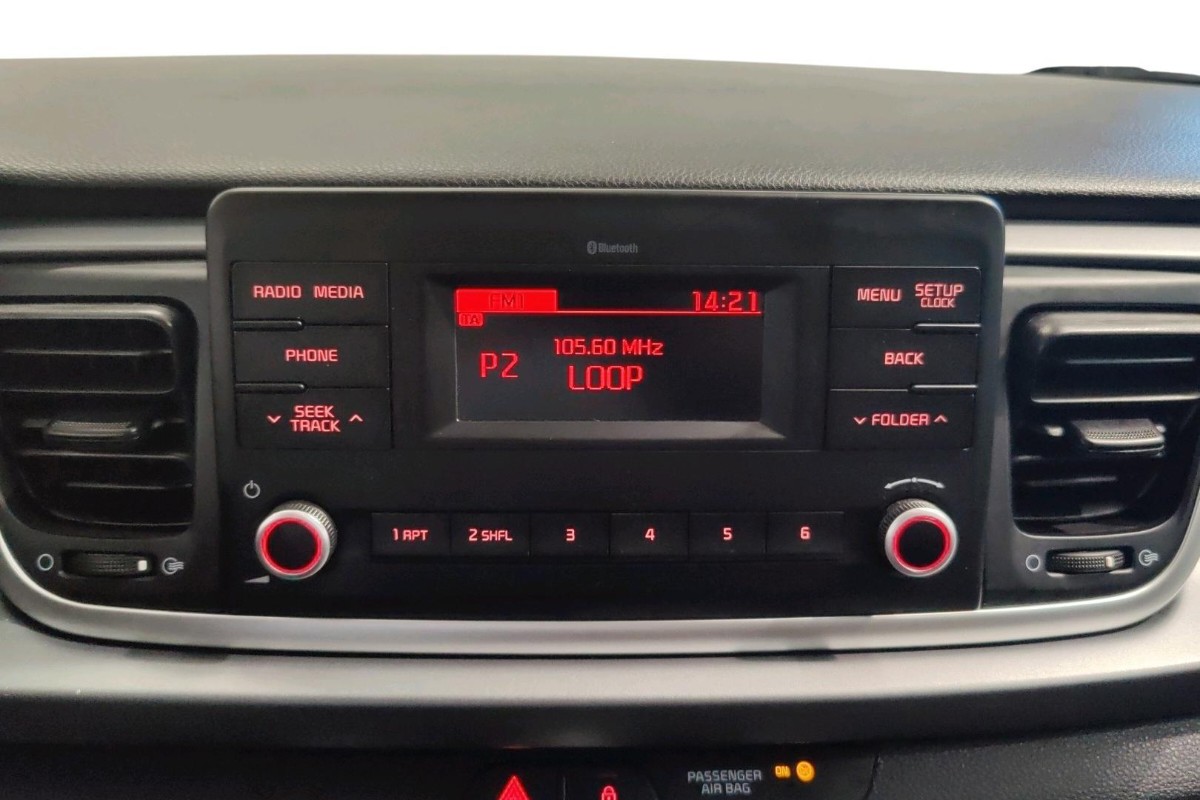 Bluetooth
RADIO MEDIA
PHONE
SEEK
TRACK
FM1
14:21
TA
105.60 MHz
P2
LOOP
MENU
SETUP
CLOCK
BACK
FOLDER
1 RPT
2 SHFL
3
4
5
6
PASSENGER
AIR BAG
ON